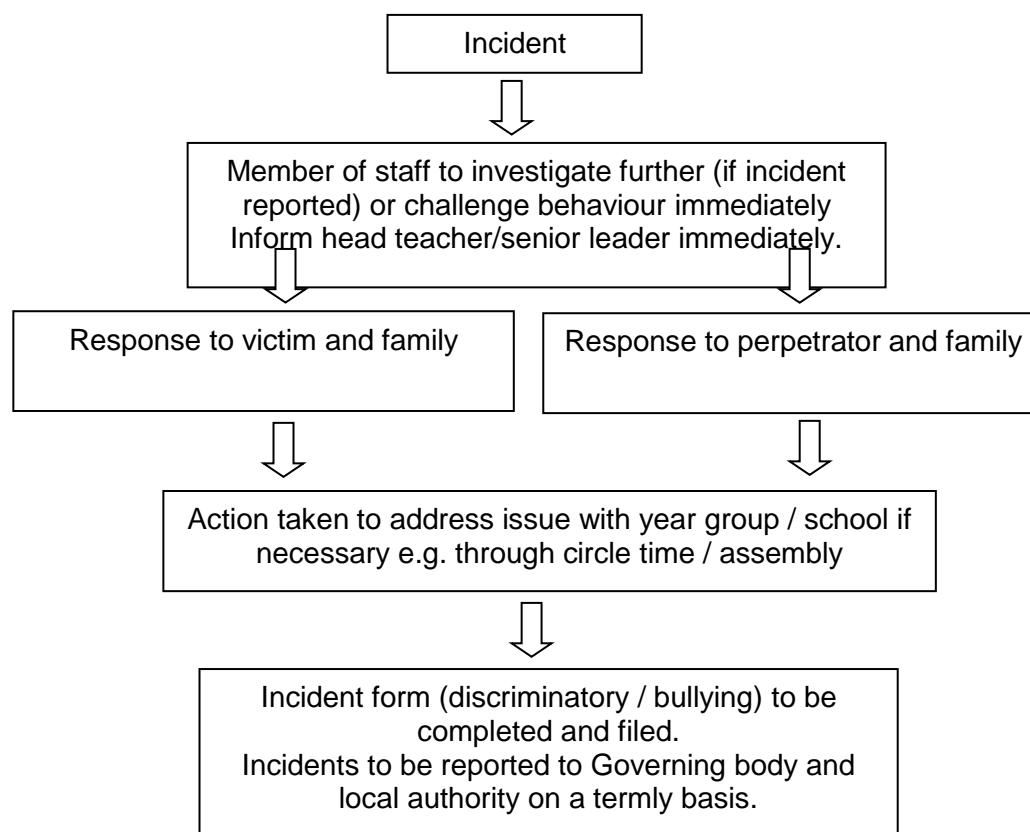 Incident
Member of staff to investigate further (if incident
reported) or challenge behaviour immediately
Inform head teacher/senior leader immediately.
Response to victim and family
Response to perpetrator and family
Action taken to address issue with year group / school if
necessary e.g. through circle time / assembly
Incident form (discriminatory / bullying) to be
completed and filed.
Incidents to be reported to Governing body and
local authority on a termly basis.